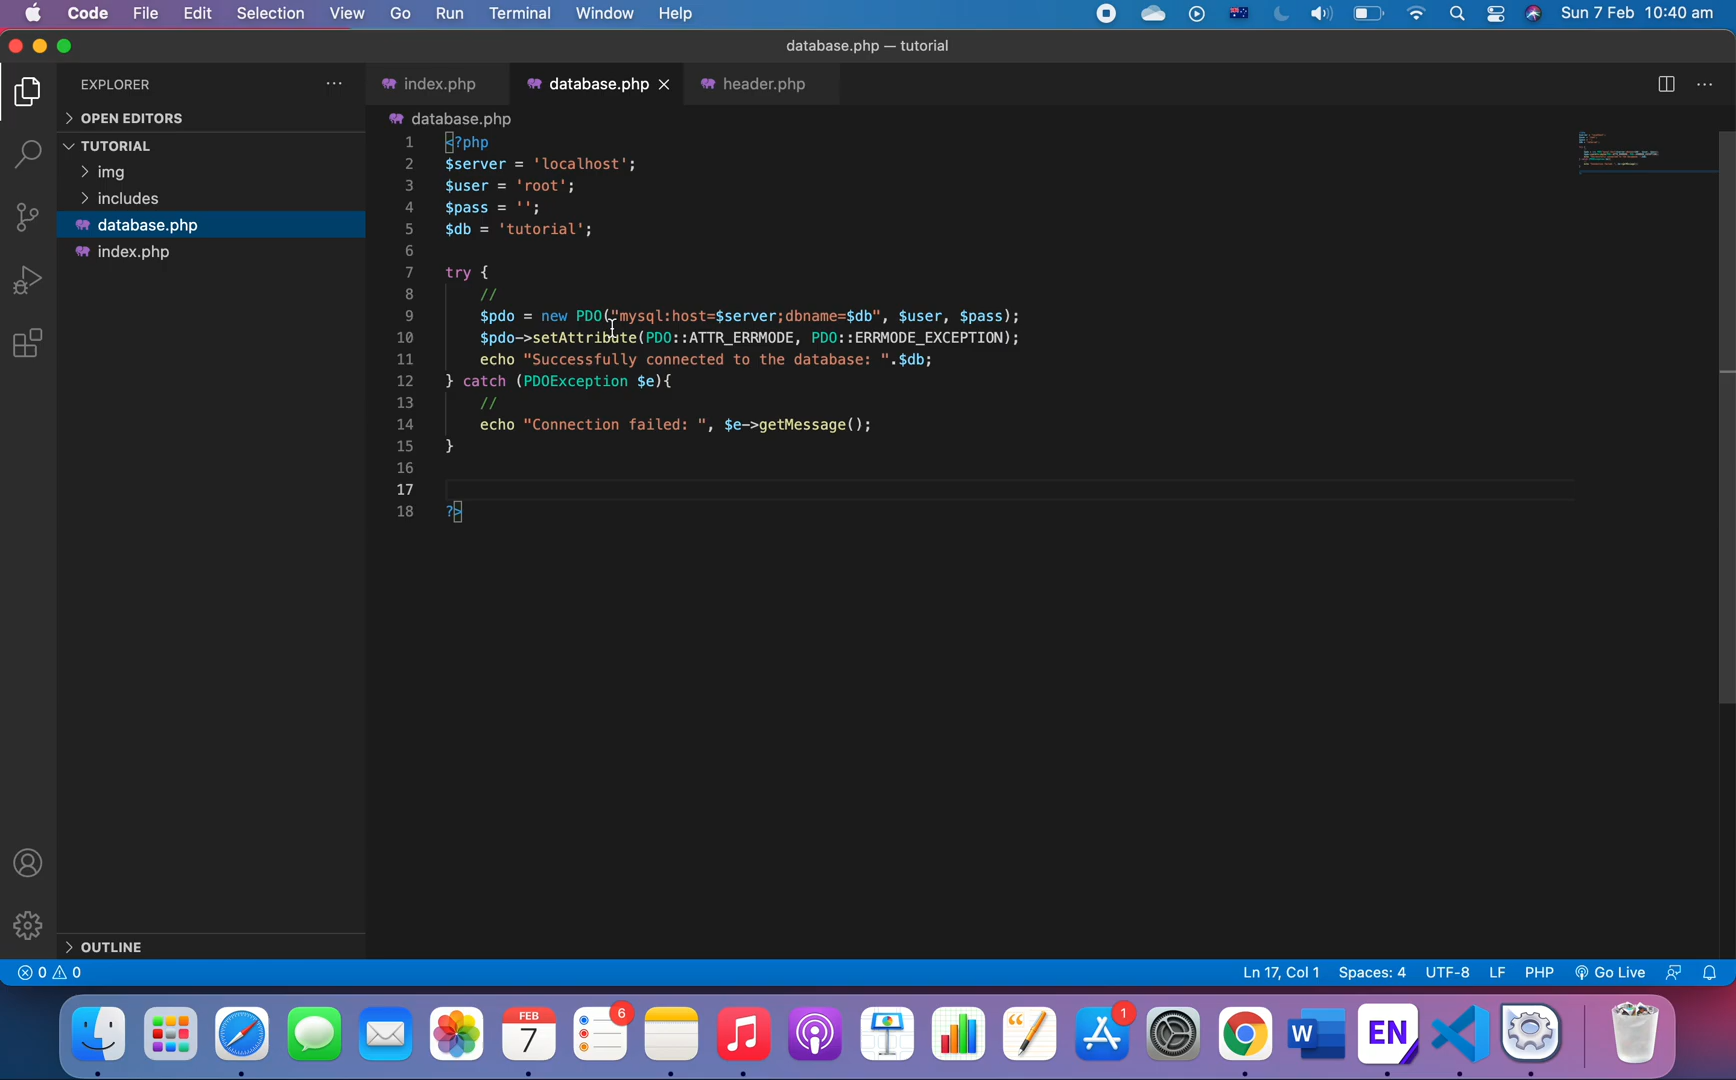 Code File Edit Selection View Go Run Terminal Window Help Sun 7 Feb 10:40 am
database.php — tutorial
EXPLORER
index.php database.php header.php
OPEN EDITORS
TUTORIAL
img
includes
database.php
index.php
OUTLINE
database.php
1 <?php
2 $server = 'localhost';
3 $user = 'root';
4 $pass = '';
5 $db = 'tutorial';
6
7 try {
8 //
9 $pdo = new PDO("mysql:host=$server;dbname=$db", $user, $pass);
10 $pdo->setAttribute(PDO::ATTR_ERRMODE, PDO::ERRMODE_EXCEPTION);
11 echo "Successfully connected to the database: ".$db;
12 } catch (PDOException $e){
13 //
14 echo "Connection failed: ", $e->getMessage();
15 }
16
17
18 ?>
0 0 Ln 17, Col 1 Spaces: 4 UTF-8 LF PHP Go Live
FEB
7
6
1
W
EN